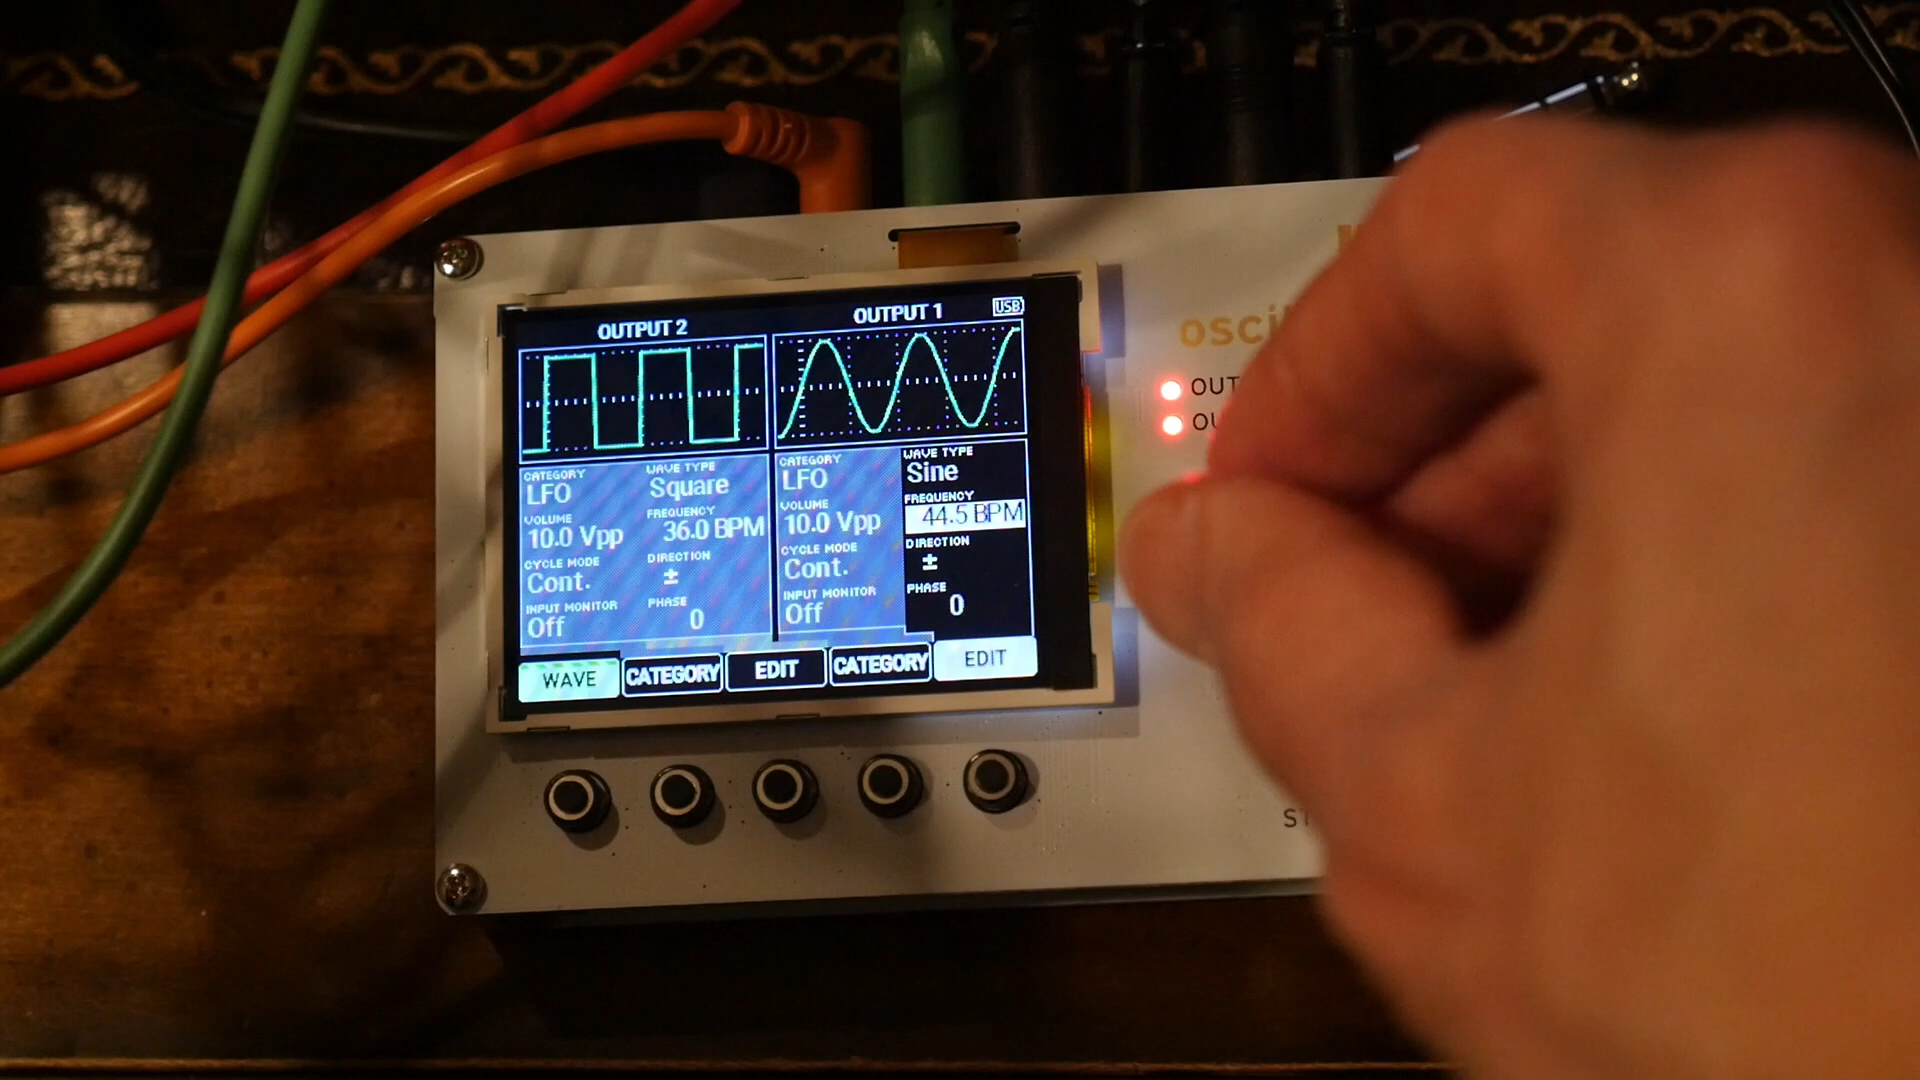 OUTPUT 2
OUTPUT 1
USB
CATEGORY
LFO
WAVE TYPE
Square
VOLUME
10.0 Vpp
FREQUENCY
36.0 BPM
CYCLE MODE
Cont.
DIRECTION
±
INPUT MONITOR
Off
PHASE
0
CATEGORY
LFO
WAVE TYPE
Sine
VOLUME
10.0 Vpp
FREQUENCY
44.5 BPM
CYCLE MODE
Cont.
DIRECTION
±
INPUT MONITOR
Off
PHASE
0
WAVE CATEGORY EDIT CATEGORY EDIT